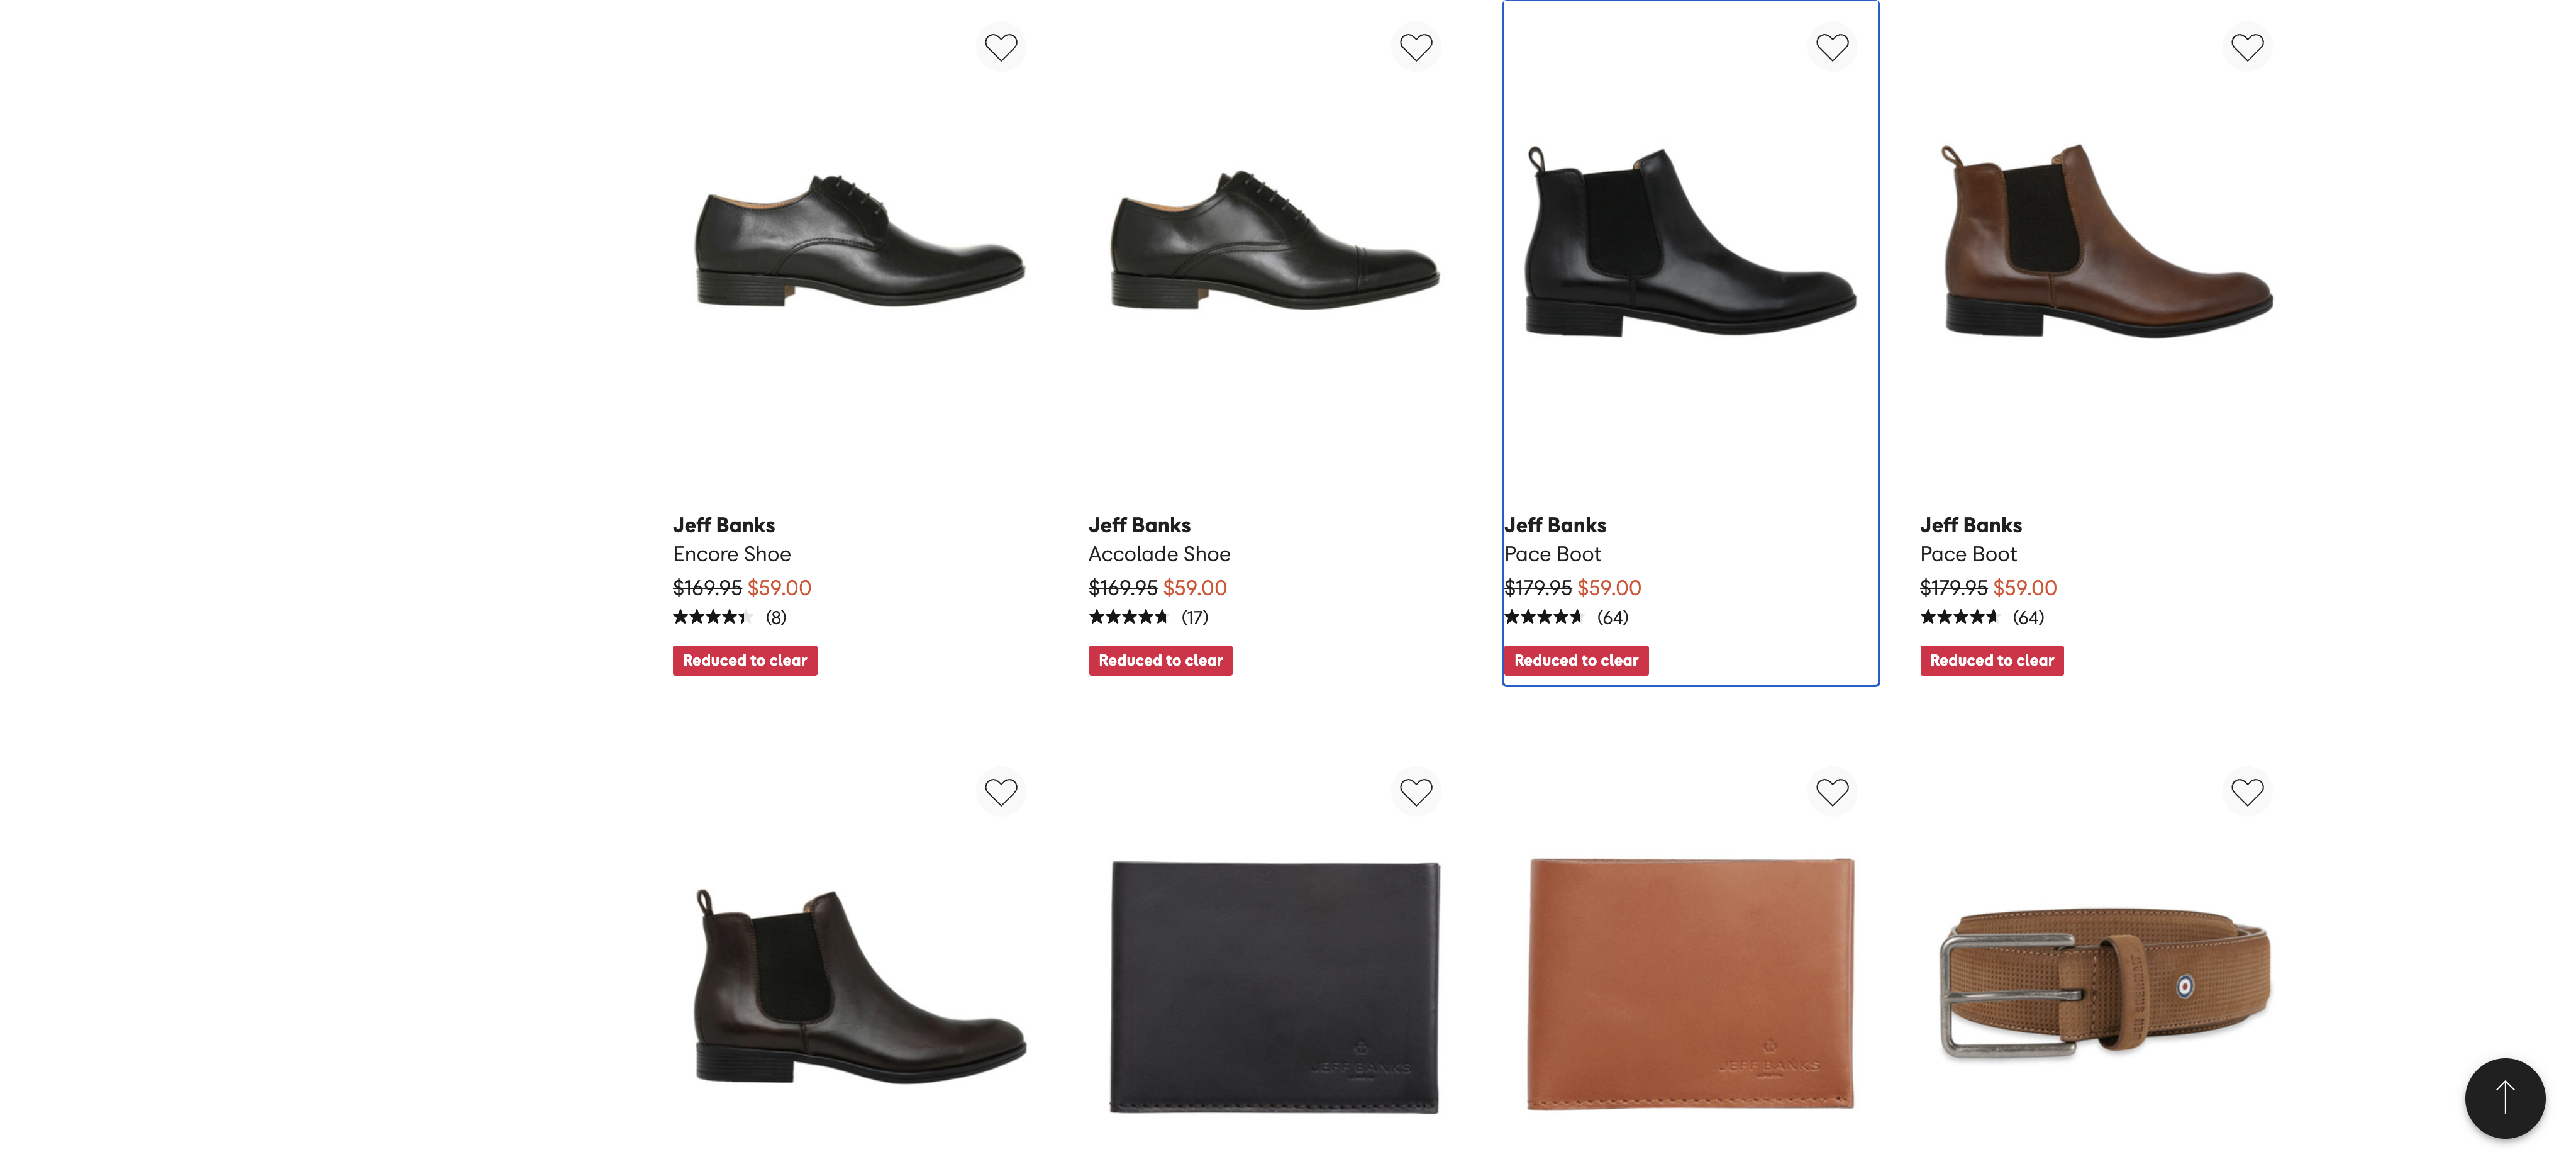 Jeff Banks
Encore Shoe
$169.95 $59.00
(8)
Reduced to clear
Jeff Banks
Accolade Shoe
$169.95 $59.00
(17)
Reduced to clear
Jeff Banks
Pace Boot
$179.95 $59.00
(64)
Reduced to clear
Jeff Banks
Pace Boot
$179.95 $59.00
(64)
Reduced to clear
JEFF BANKS
JEFF BANKS
BEN SHERMAN